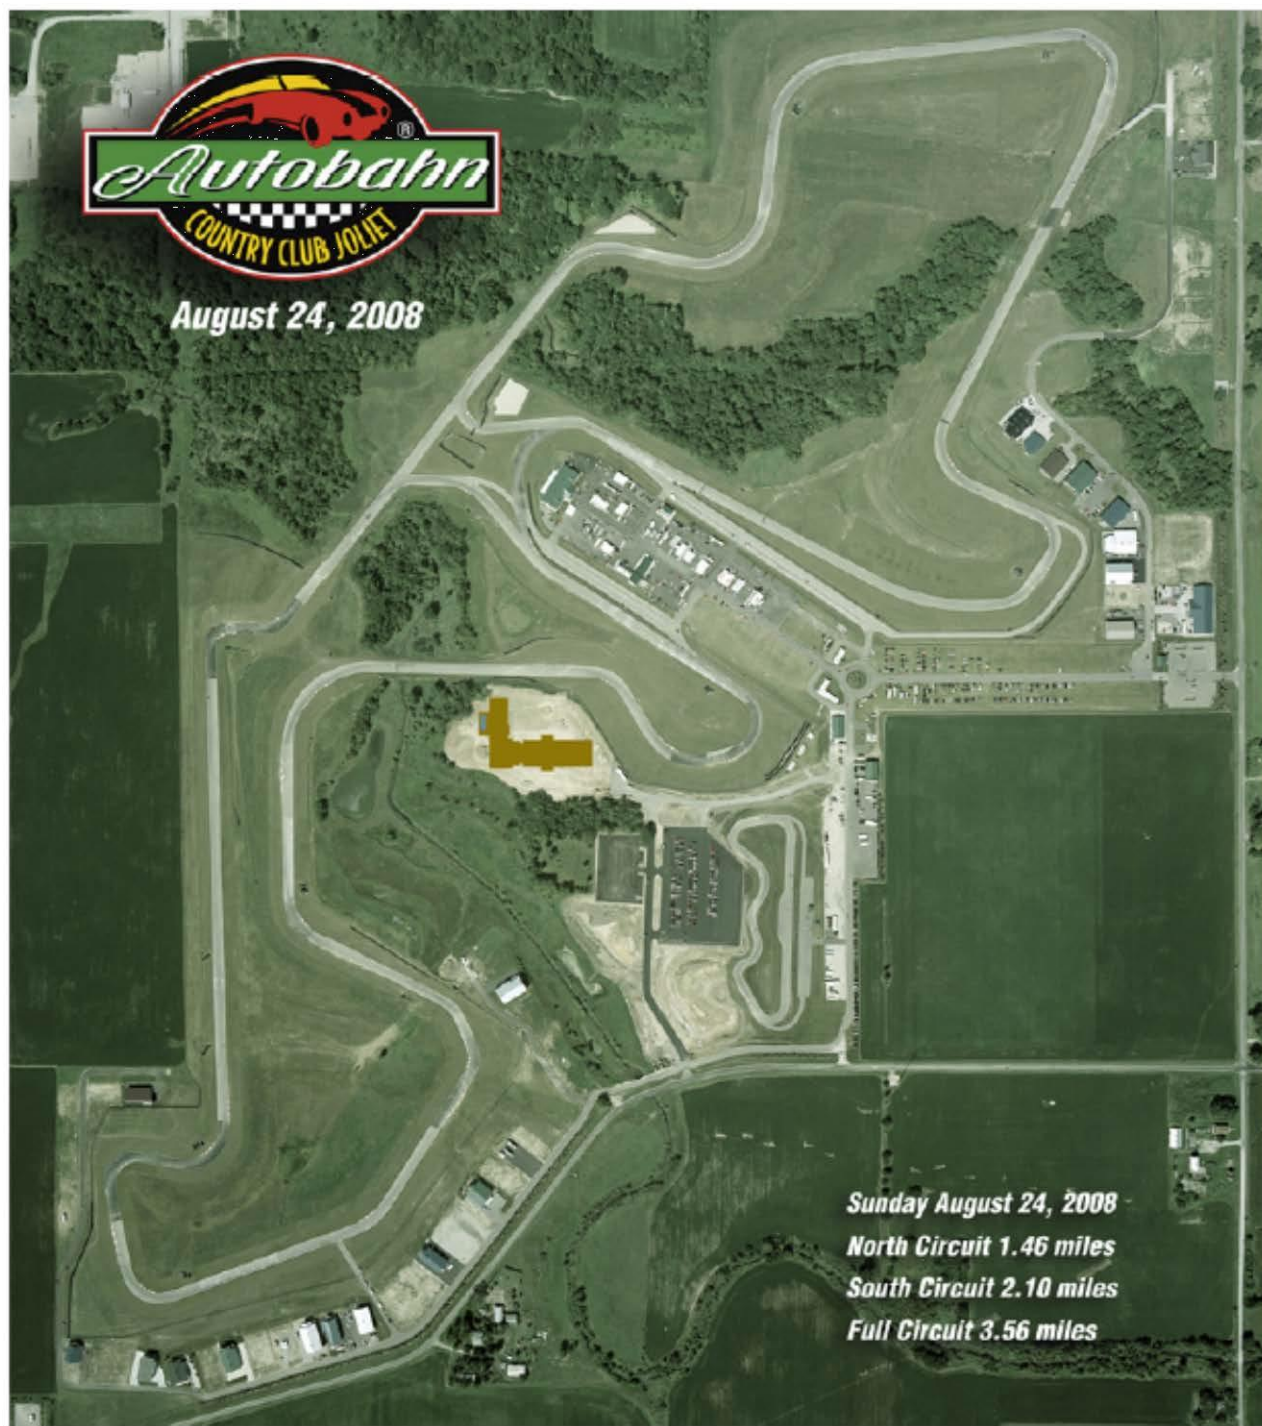 Autobahn
®
COUNTRY CLUB JOLIET
August 24, 2008
Sunday August 24, 2008
North Circuit 1.46 miles
South Circuit 2.10 miles
Full Circuit 3.56 miles